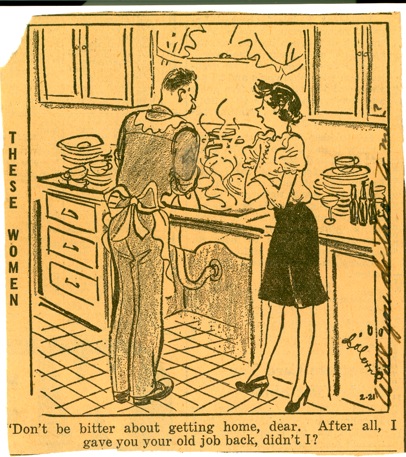 THESE WOMEN
d'Alessio
2-21
'Don't be bitter about getting home, dear. After all, I
gave you your old job back, didn't I?